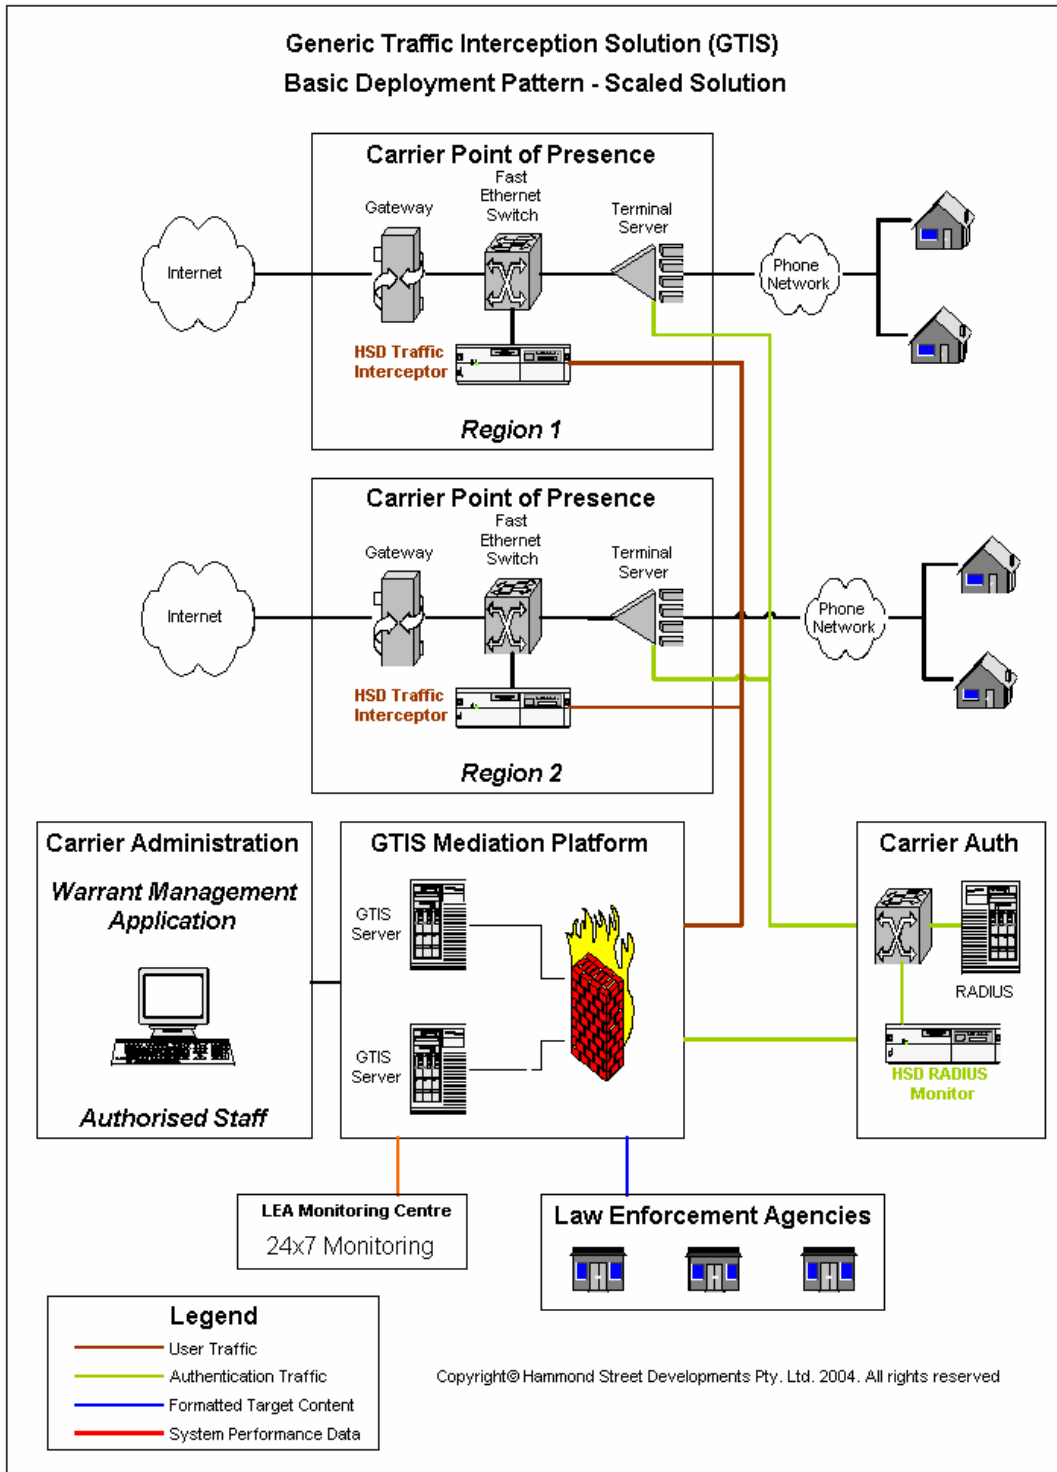 Generic Traffic Interception Solution (GTIS)
Basic Deployment Pattern - Scaled Solution
Carrier Point of Presence
Gateway
Fast
Ethernet
Switch
Terminal
Server
Internet
Phone
Network
HSD Traffic
Interceptor
Region 1
Carrier Point of Presence
Gateway
Fast
Ethernet
Switch
Terminal
Server
Internet
Phone
Network
HSD Traffic
Interceptor
Region 2
Carrier Administration
Warrant Management
Application
Authorised Staff
GTIS Mediation Platform
GTIS
Server
GTIS
Server
Carrier Auth
RADIUS
HSD RADIUS
Monitor
LEA Monitoring Centre
24x7 Monitoring
Law Enforcement Agencies
Legend
User Traffic
Authentication Traffic
Formatted Target Content
System Performance Data
Copyright© Hammond Street Developments Pty. Ltd. 2004. All rights reserved